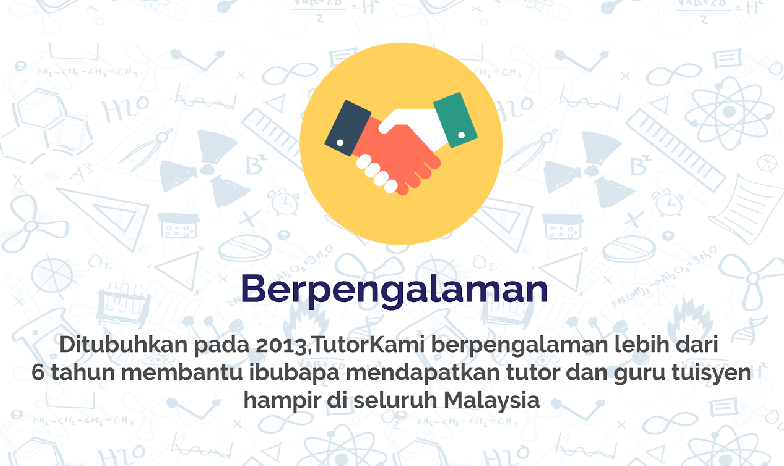 Berpengalaman
Ditubuhkan pada 2013,TutorKami berpengalaman lebih dari
6 tahun membantu ibubapa mendapatkan tutor dan guru tuisyen
hampir di seluruh Malaysia